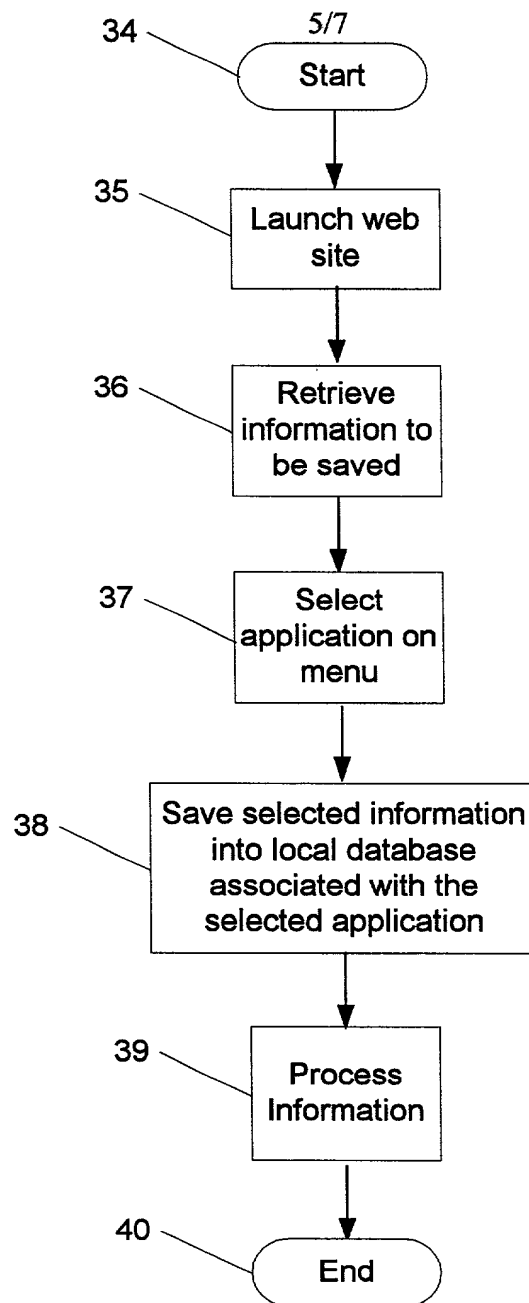 5/7
34
Start
35
Launch web
site
36
Retrieve
information to
be saved
37
Select
application on
menu
38
Save selected information
into local database
associated with the
selected application
39
Process
Information
40
End